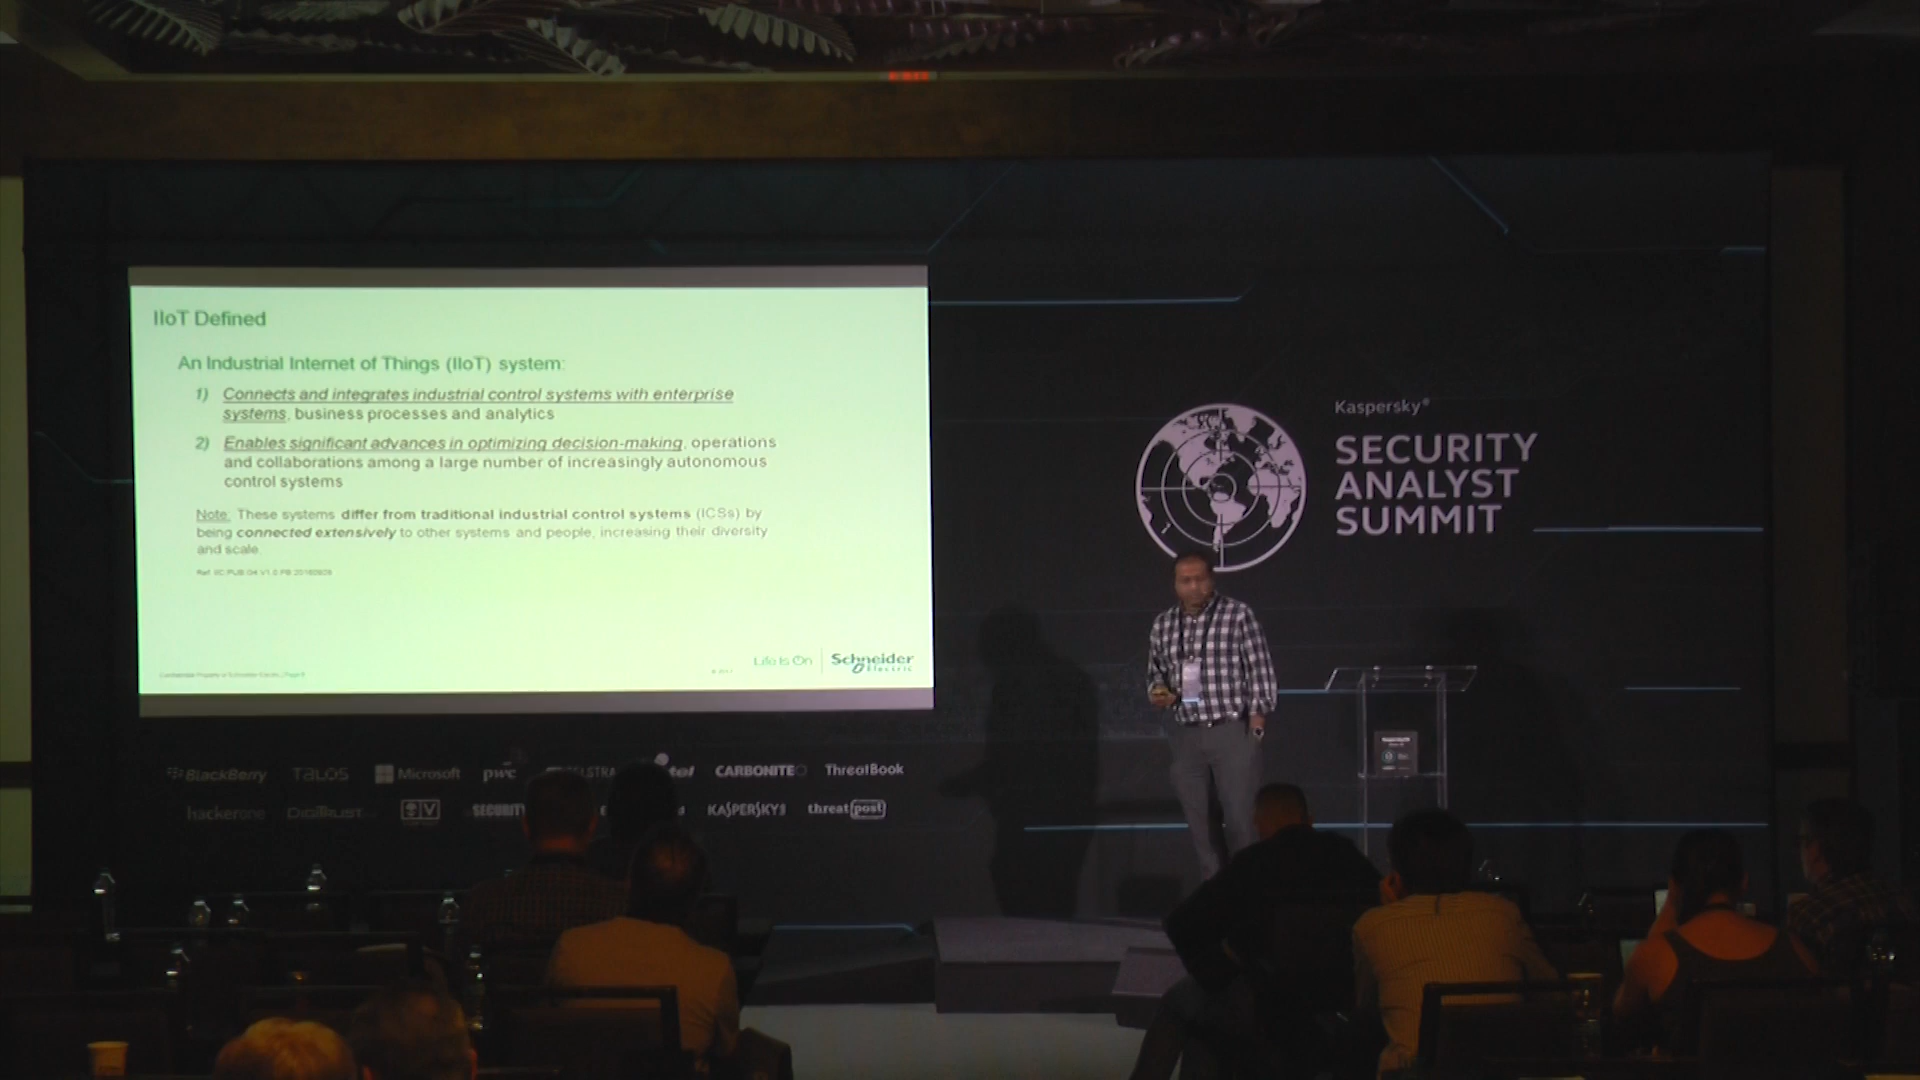 IIoT Defined
An Industrial Internet of Things (IIoT) system:
1) Connects and integrates industrial control systems with enterprise
systems, business processes and analytics
2) Enables significant advances in optimizing decision-making, operations
and collaborations among a large number of increasingly autonomous
control systems
Note: These systems differ from traditional industrial control systems (ICSs) by
being connected extensively to other systems and people, increasing their diversity
and scale.
Life Is On
Schneider
Electric
Kaspersky®
SECURITY
ANALYST
SUMMIT
BlackBerry TALOS Microsoft pwc CARBONITE ThreatBook
hackerone DIGITRUST SECURITY KASPERSKY threatpost